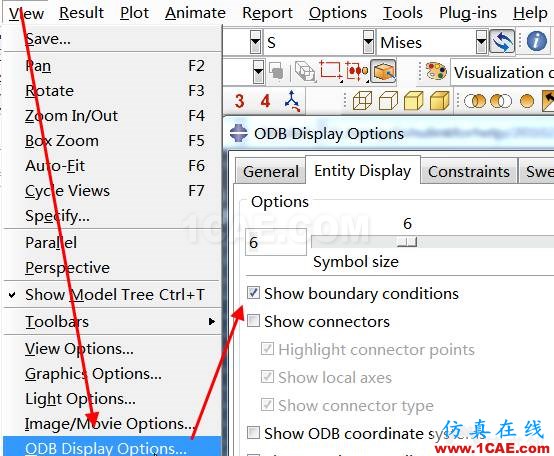 View Result Plot Animate Report Options Tools Plug-ins Help
Save...
Pan F2
Rotate F3
Zoom In/Out F4
Box Zoom F5
Auto-Fit F6
Cycle Views F7
Specify...
Parallel
Perspective
Show Model Tree Ctrl+T
Toolbars
View Options...
Graphics Options...
Light Options...
Image/Movie Options...
ODB Display Options...
S Mises
Visualization d
3 4
ODB Display Options
General Entity Display Constraints Swe
Options
6
6
Symbol size
Show boundary conditions
Show connectors
Highlight connector points
Show local axes
Show connector type
Show ODB coordinate sys
1CAE.COM
仿真在线
www.1CAE.com